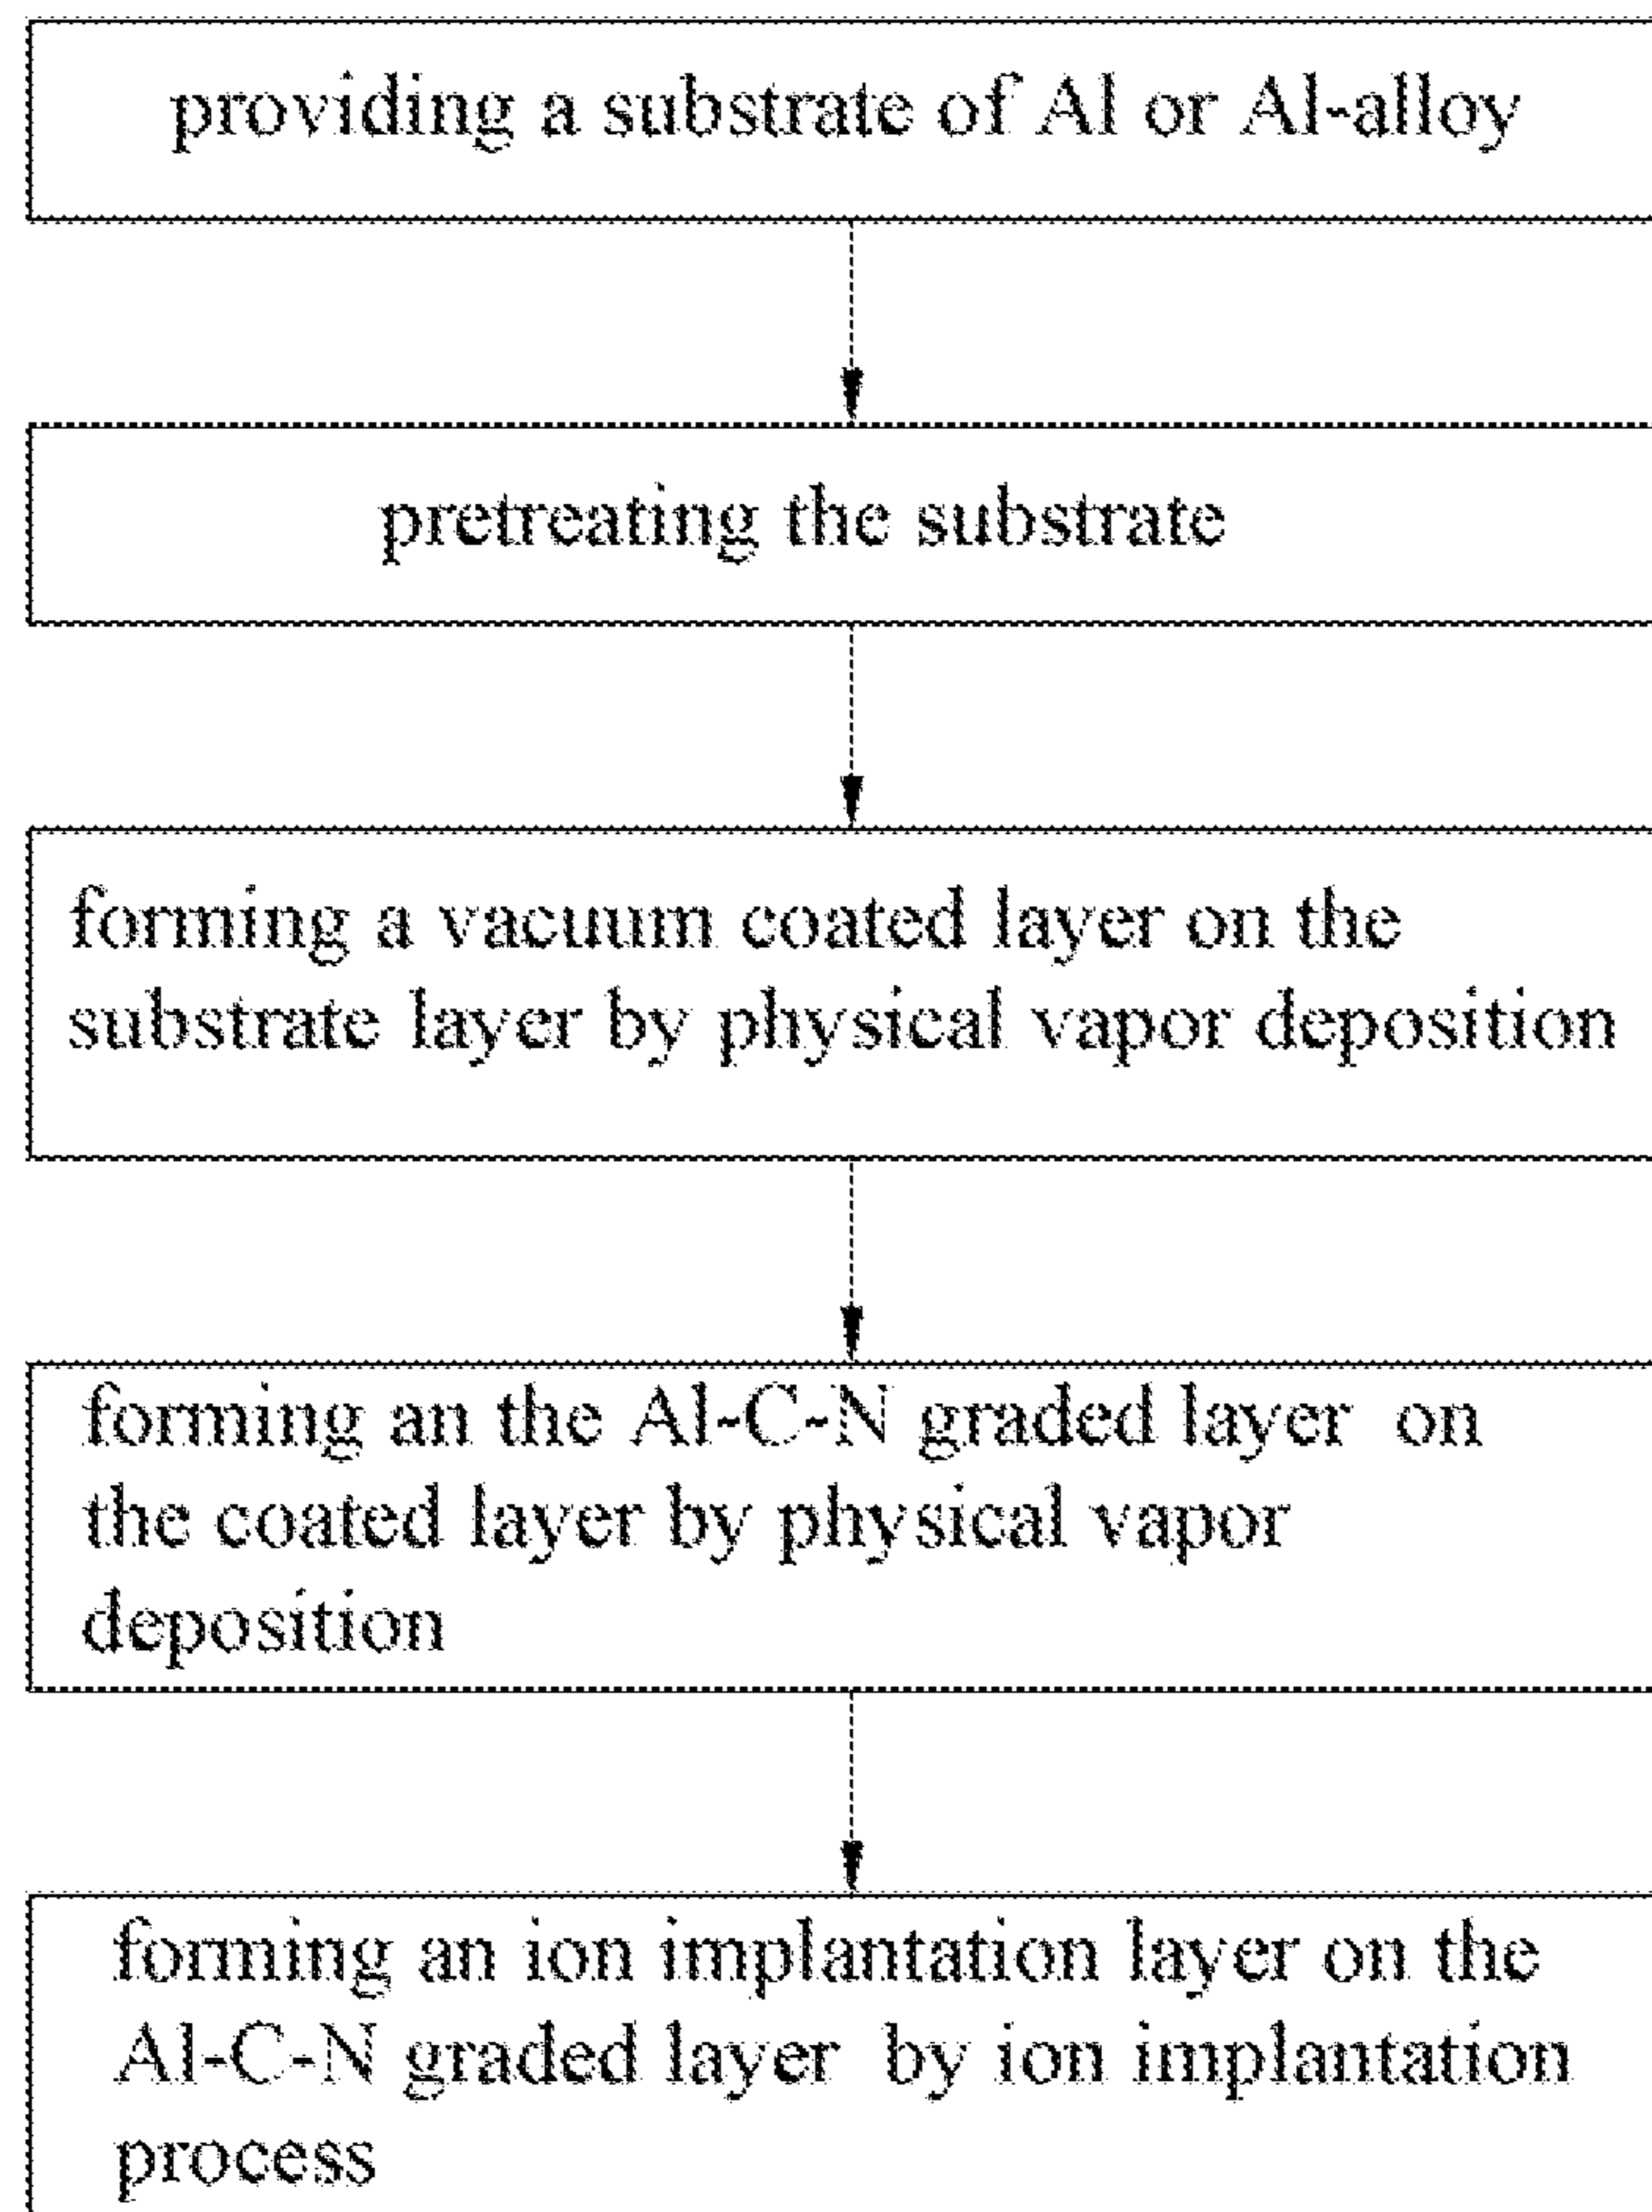 providing a substrate of Al or Al-alloy
pretreating the substrate
forming a vacuum coated layer on the
substrate layer by physical vapor deposition
forming an the Al-C-N graded layer on
the coated layer by physical vapor
deposition
forming an ion implantation layer on the
Al-C-N graded layer by ion implantation
process